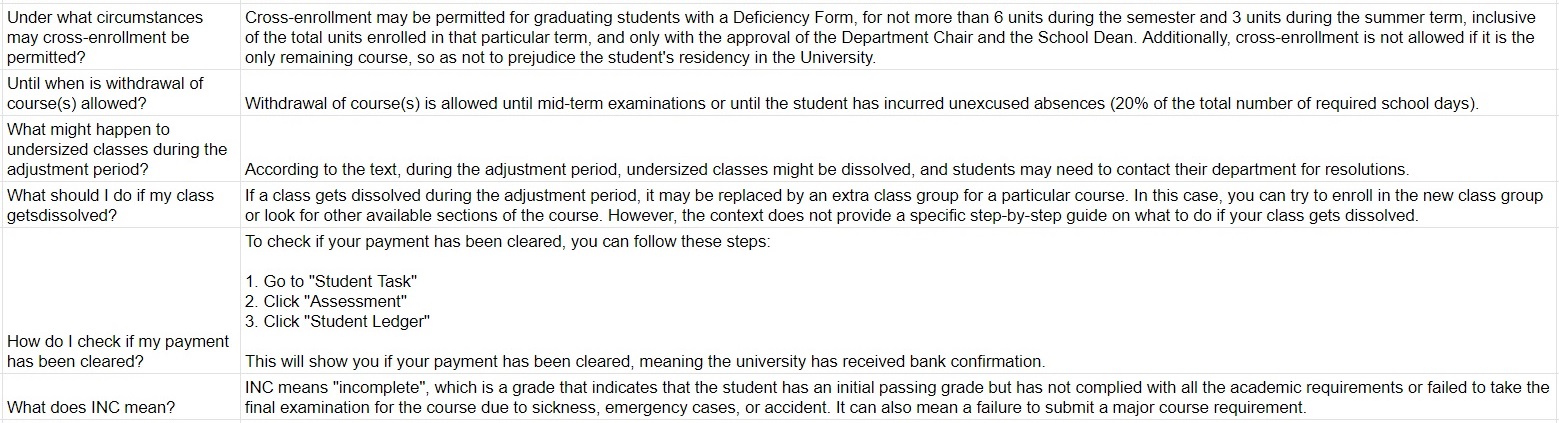 Under what circumstances
may cross-enrollment be
permitted?
Cross-enrollment may be permitted for graduating students with a Deficiency Form, for not more than 6 units during the semester and 3 units during the summer term, inclusive
of the total units enrolled in that particular term, and only with the approval of the Department Chair and the School Dean. Additionally, cross-enrollment is not allowed if it is the
only remaining course, so as not to prejudice the student's residency in the University.
Until when is withdrawal of
course(s) allowed?
Withdrawal of course(s) is allowed until mid-term examinations or until the student has incurred unexcused absences (20% of the total number of required school days).
What might happen to
undersized classes during the
adjustment period?
According to the text, during the adjustment period, undersized classes might be dissolved, and students may need to contact their department for resolutions.
What should I do if my class
getsdissolved?
If a class gets dissolved during the adjustment period, it may be replaced by an extra class group for a particular course. In this case, you can try to enroll in the new class group
or look for other available sections of the course. However, the context does not provide a specific step-by-step guide on what to do if your class gets dissolved.
How do I check if my payment
has been cleared?
To check if your payment has been cleared, you can follow these steps:
1. Go to "Student Task"
2. Click "Assessment"
3. Click "Student Ledger"
This will show you if your payment has been cleared, meaning the university has received bank confirmation.
What does INC mean?
INC means "incomplete", which is a grade that indicates that the student has an initial passing grade but has not complied with all the academic requirements or failed to take the
final examination for the course due to sickness, emergency cases, or accident. It can also mean a failure to submit a major course requirement.